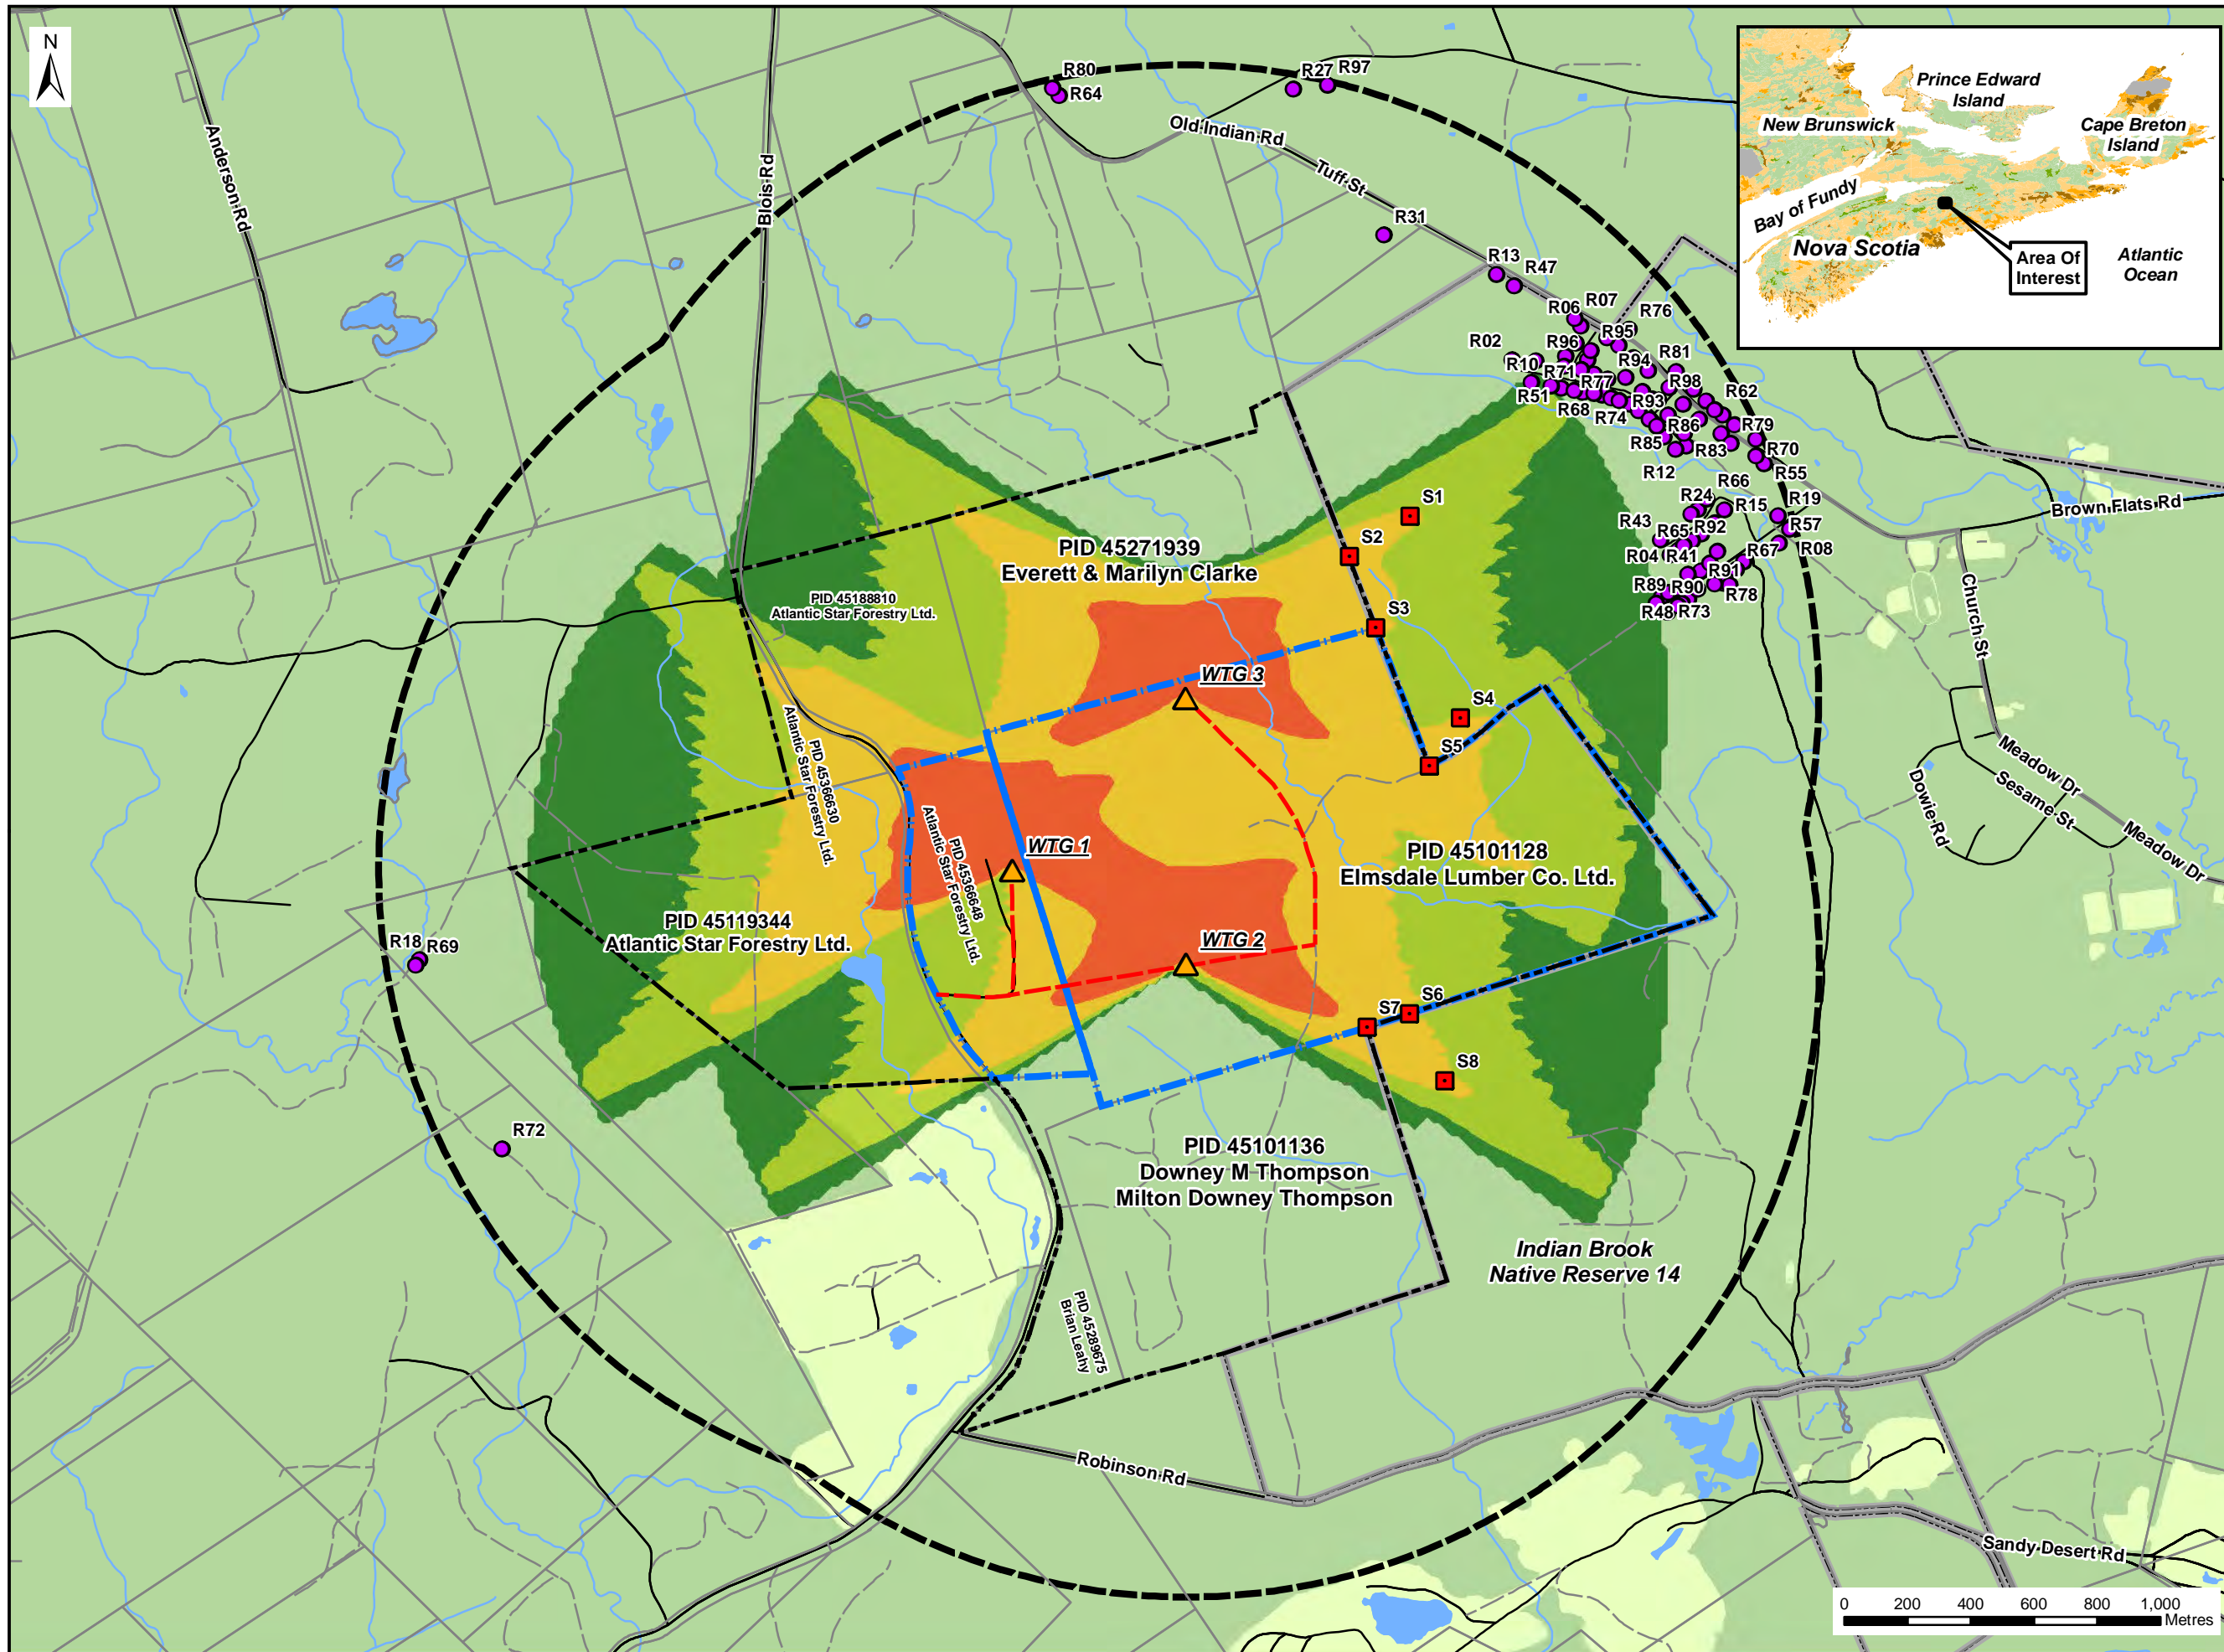 N
R80
R64
R27
R97
Old Indian Rd
Tuff St
Anderson Rd
Blois Rd
R31
R13
R47
Prince Edward
Island
New Brunswick
Cape Breton
Island
Bay of Fundy
Nova Scotia
Area Of
Interest
Atlantic
Ocean
R06
R07
R76
R02
R96
R95
R10
R71
R94
R81
R51
R77
R98
R68
R93
R62
R74
R86
R79
R85
R83
R70
R12
R55
R66
R24
R15
R19
R43
R65
R92
R57
R04
R41
R67
R08
R91
R89
R90
R78
R48
R73
Brown Flats Rd
Church St
Meadow Dr
Sesame St
Dowie Rd
Meadow Dr
S1
S2
S3
S4
S5
S6
S7
S8
PID 45271939
Everett & Marilyn Clarke
PID 45188810
Atlantic Star Forestry Ltd.
WTG 3
PID 45366630
Atlantic Star Forestry Ltd.
PID 45366648
Atlantic Star Forestry Ltd.
WTG 1
PID 45101128
Elmsdale Lumber Co. Ltd.
PID 45119344
Atlantic Star Forestry Ltd.
WTG 2
R18
R69
R72
PID 45101136
Downey M Thompson
Milton Downey Thompson
Indian Brook
Native Reserve 14
PID 45289675
Brian Leahy
Robinson Rd
Sandy Desert Rd
0 200 400 600 800 1,000
Metres